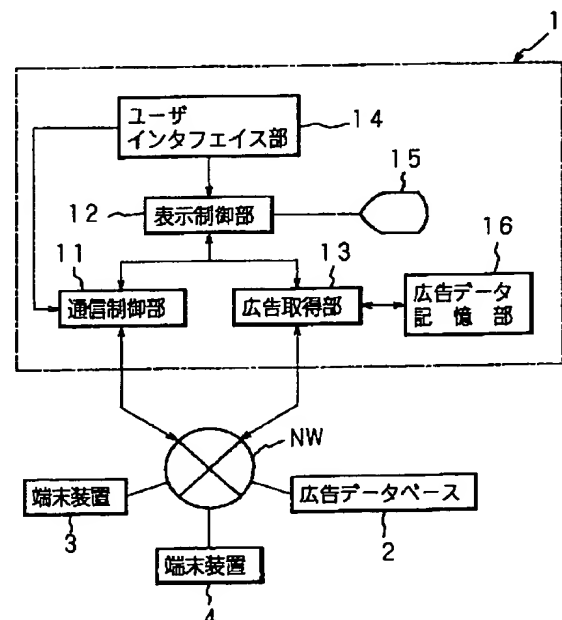 1
ユーザ
インタフェイス部
14
15
12
表示制御部
16
11
13
通信制御部
広告取得部
広告データ
記憶部
NW
端末装置
広告データベース
3
2
端末装置
4